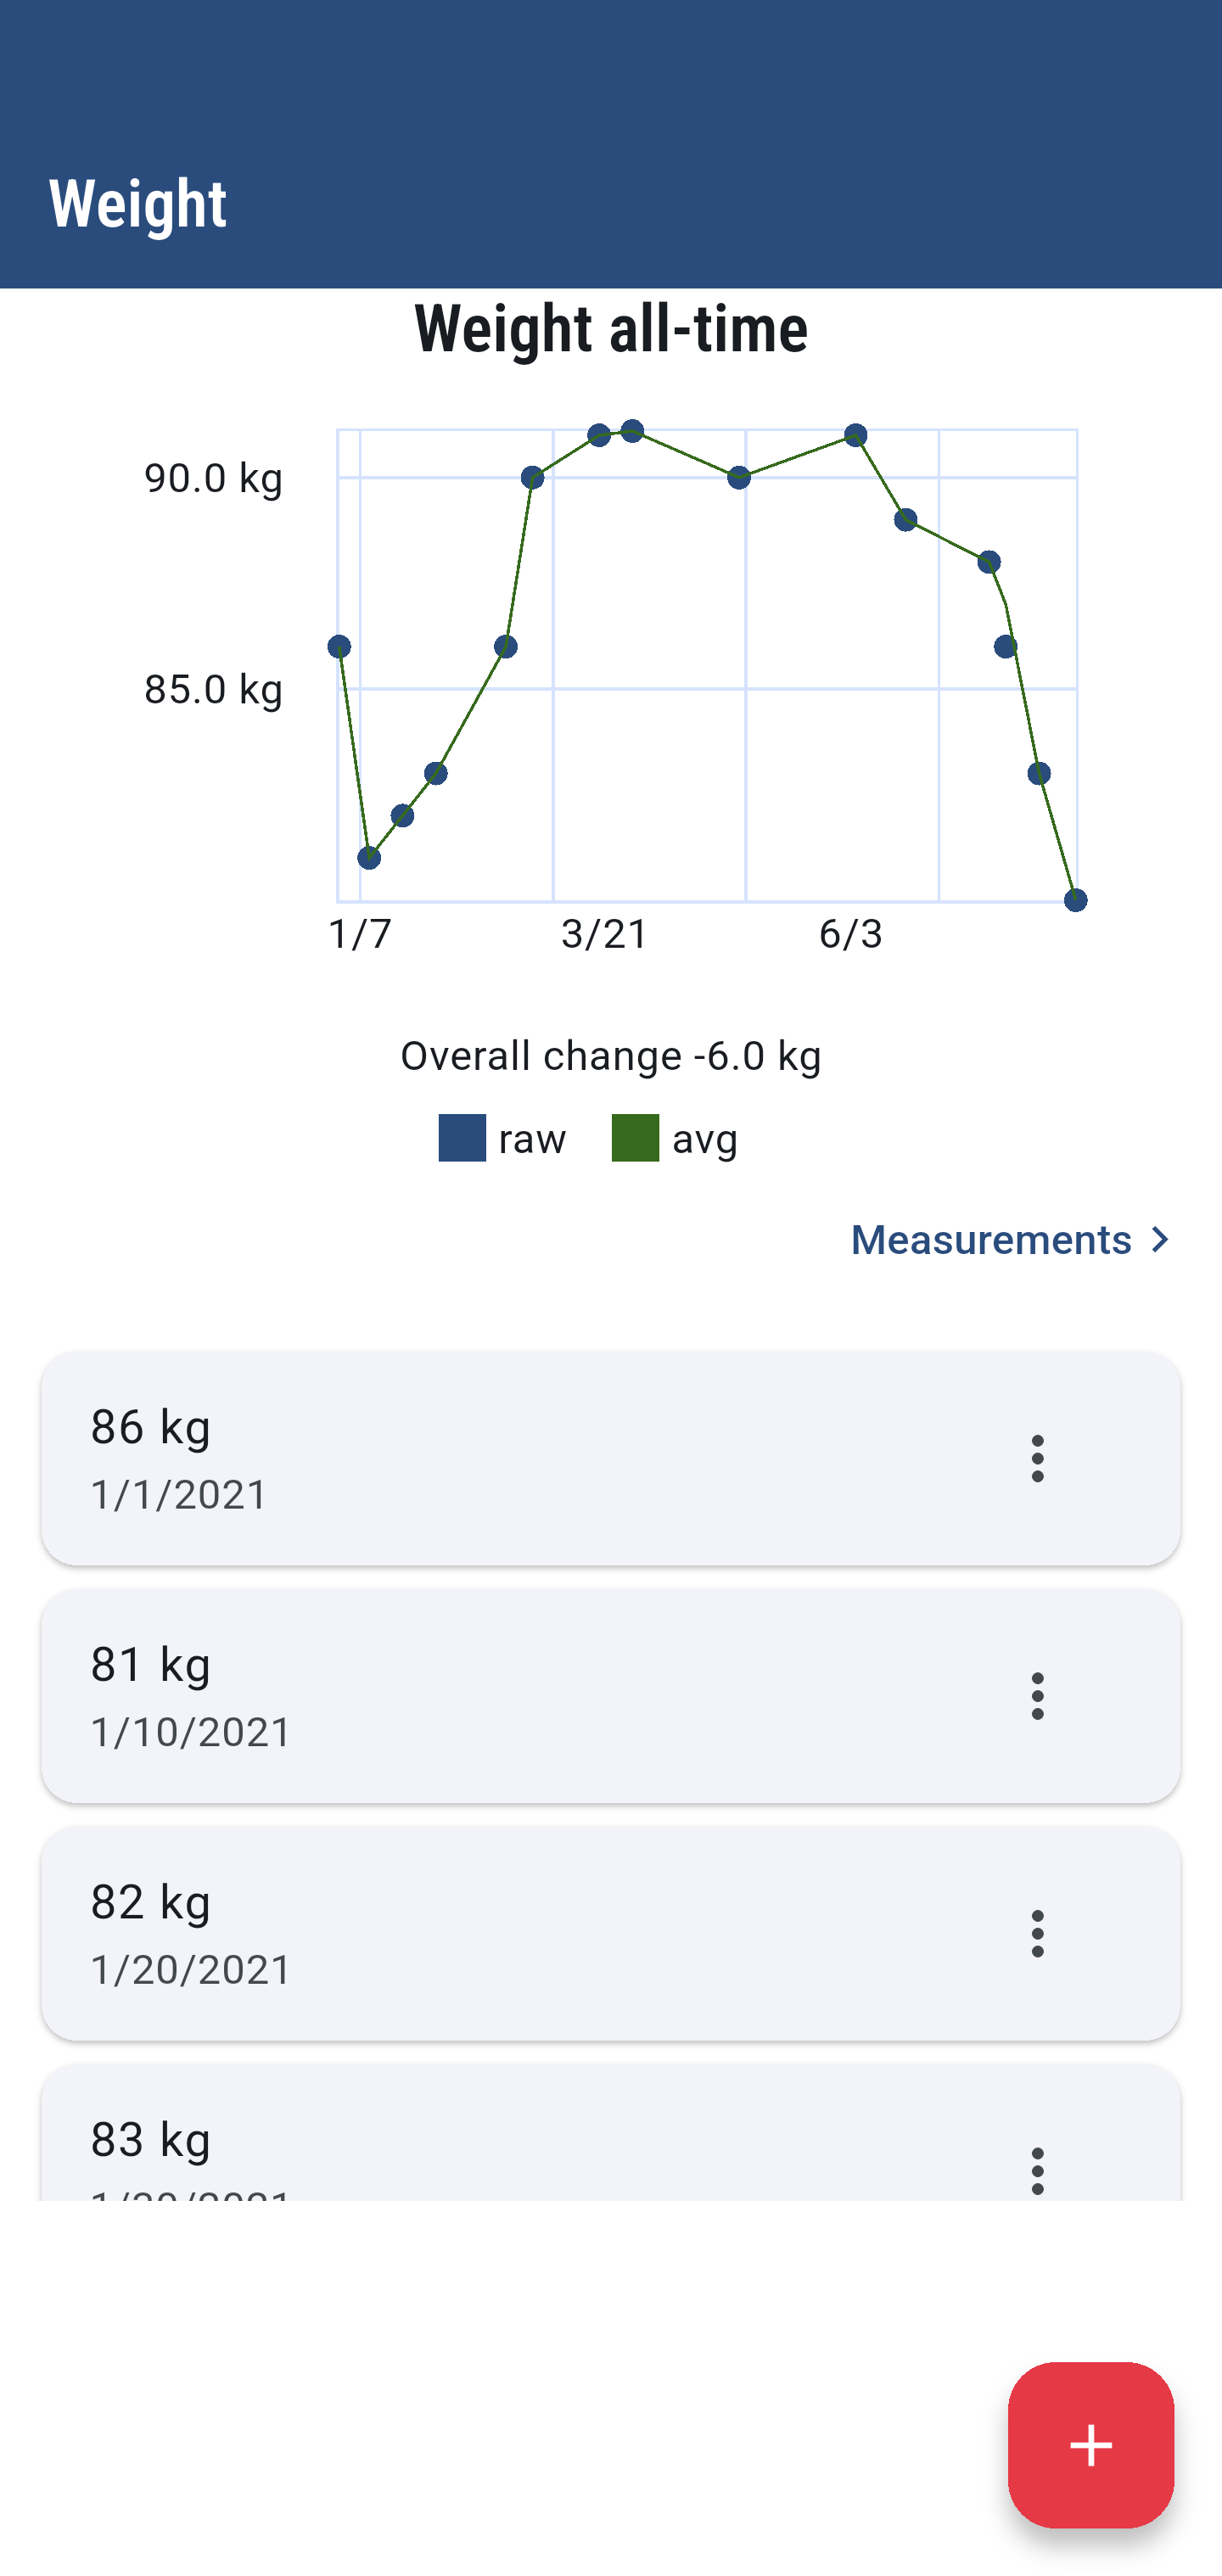 Weight
Weight all-time
90.0 kg
85.0 kg
1/7 3/21 6/3
Overall change -6.0 kg
raw avg
Measurements
86 kg
1/1/2021
81 kg
1/10/2021
82 kg
1/20/2021
83 kg